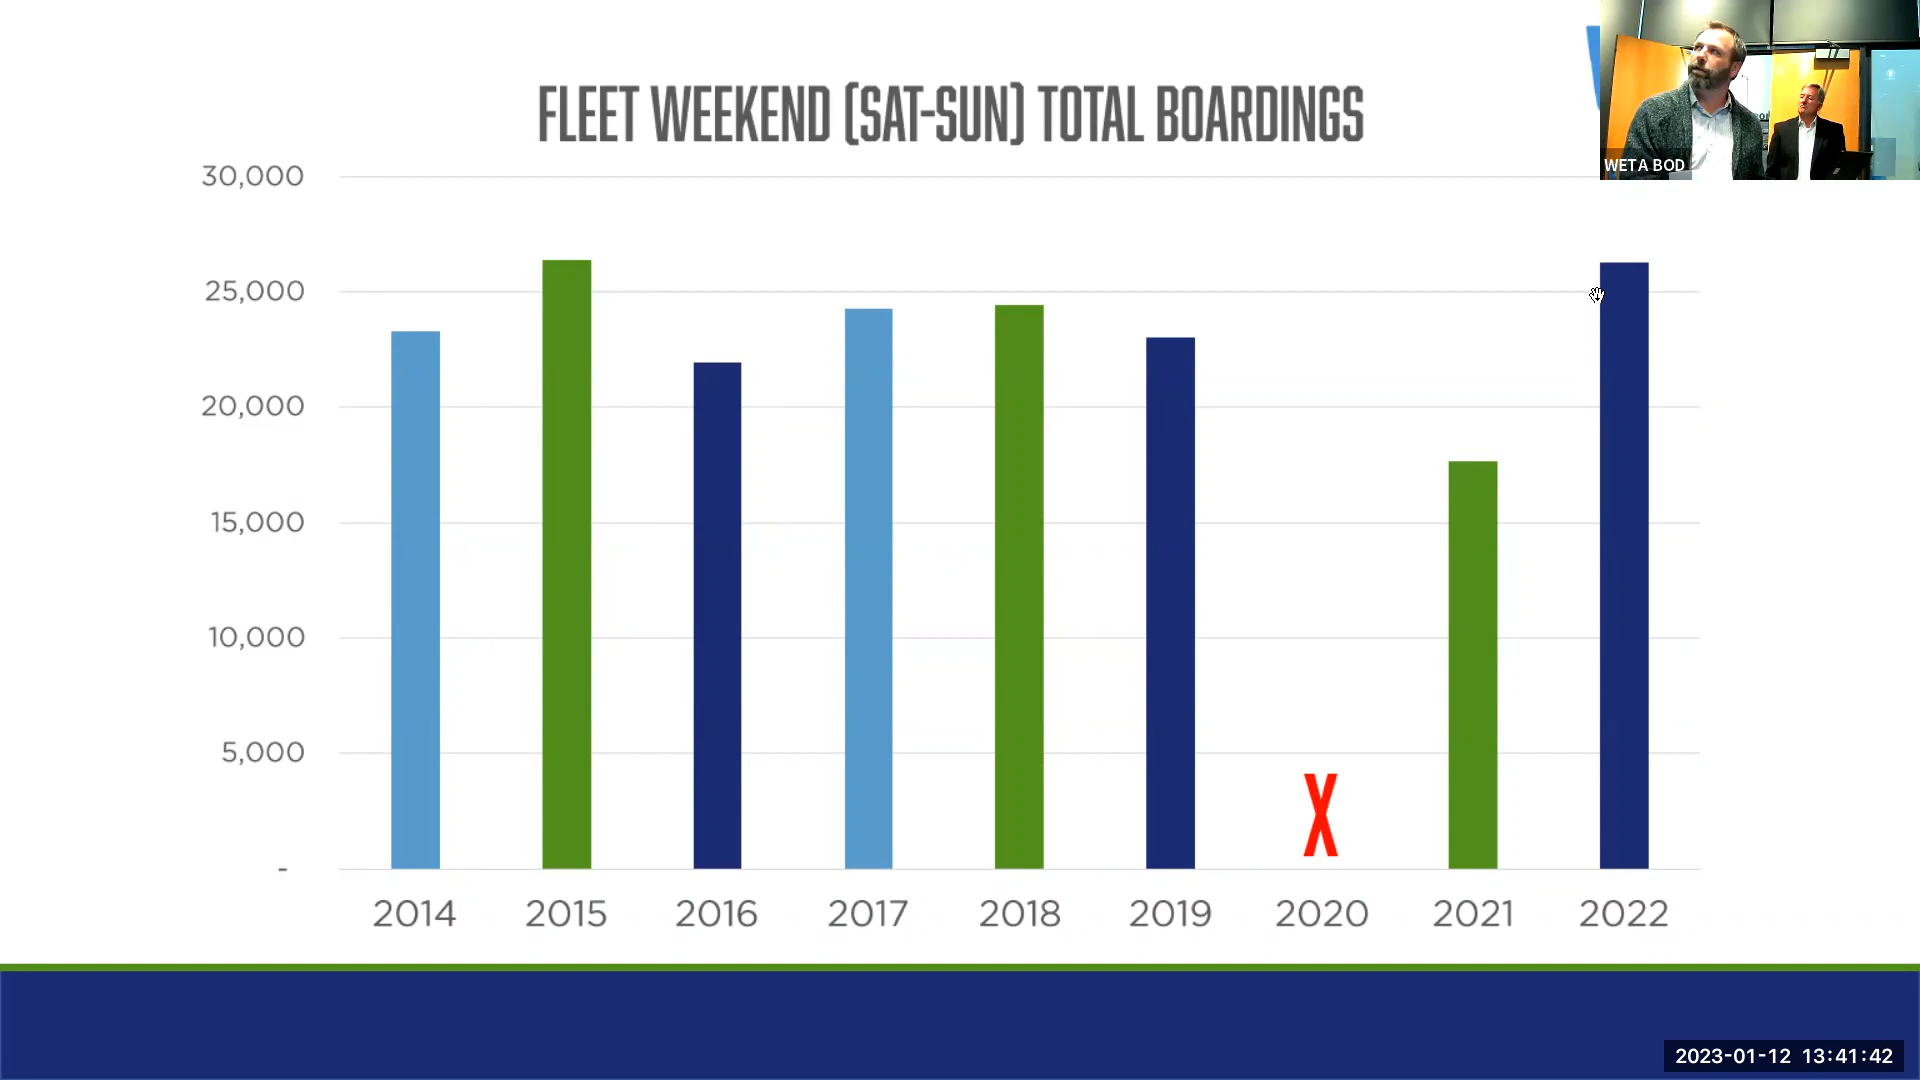 FLEET WEEKEND (SAT-SUN) TOTAL BOARDINGS
WETA BOD
30,000
25,000
20,000
15,000
10,000
5,000
-
X
2014 2015 2016 2017 2018 2019 2020 2021 2022
2023-01-12 13:41:42